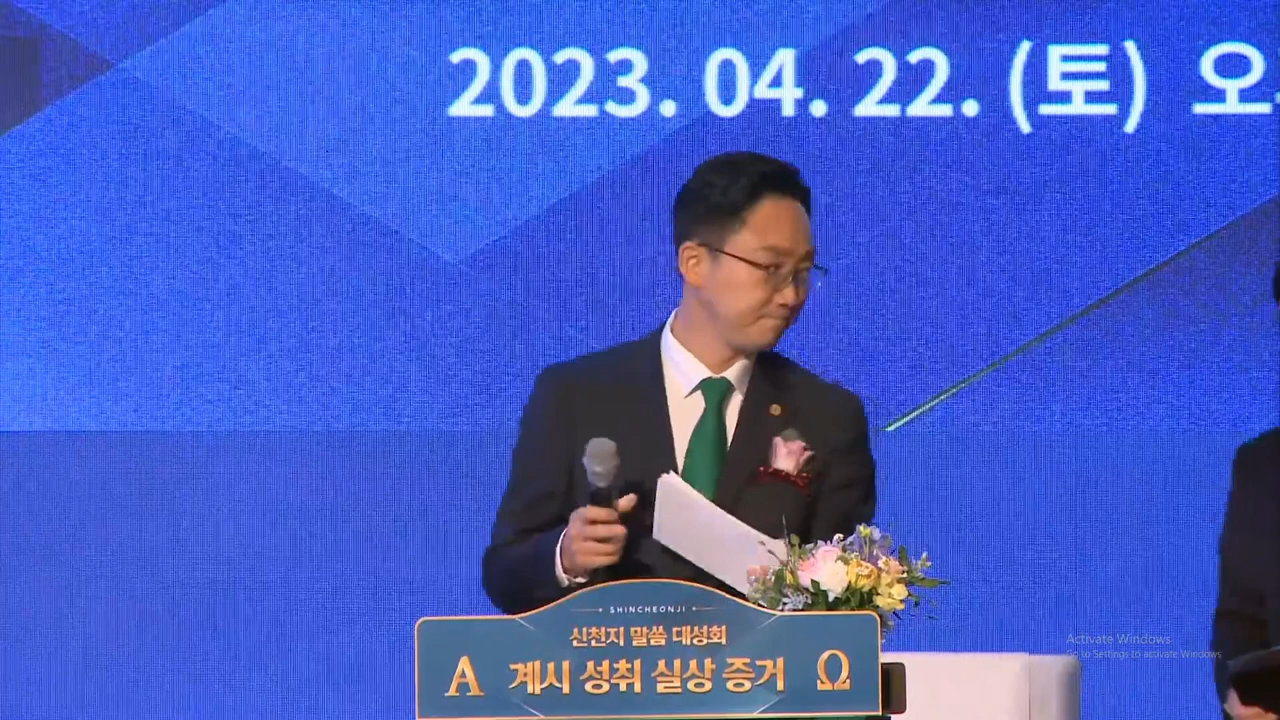 2023. 04. 22. (토) 오
SHINCHEONJI
신천지 말씀 대성회
Α 계시 성취 실상 증거 Ω
Activate Windows
Go to Settings to activate Windows.